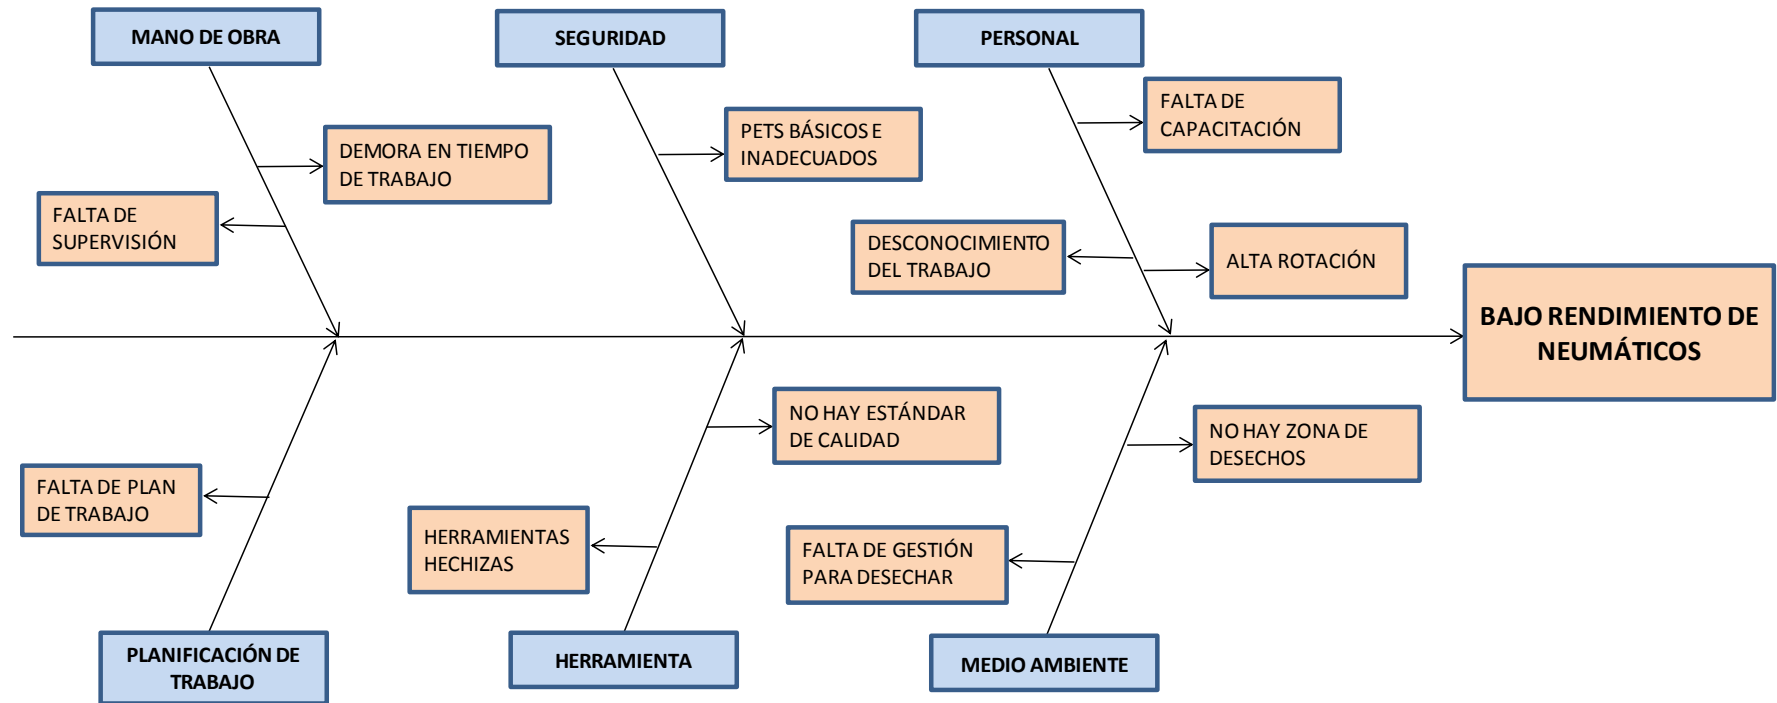 MANO DE OBRA
SEGURIDAD
PERSONAL
FALTA DE
CAPACITACIÓN
DEMORA EN TIEMPO
DE TRABAJO
PETS BÁSICOS E
INADECUADOS
FALTA DE
SUPERVISIÓN
DESCONOCIMIENTO
DEL TRABAJO
ALTA ROTACIÓN
BAJO RENDIMIENTO DE
NEUMÁTICOS
NO HAY ESTÁNDAR
DE CALIDAD
NO HAY ZONA DE
DESECHOS
FALTA DE PLAN
DE TRABAJO
HERRAMIENTAS
HECHIZAS
FALTA DE GESTIÓN
PARA DESECHAR
PLANIFICACIÓN DE
TRABAJO
HERRAMIENTA
MEDIO AMBIENTE